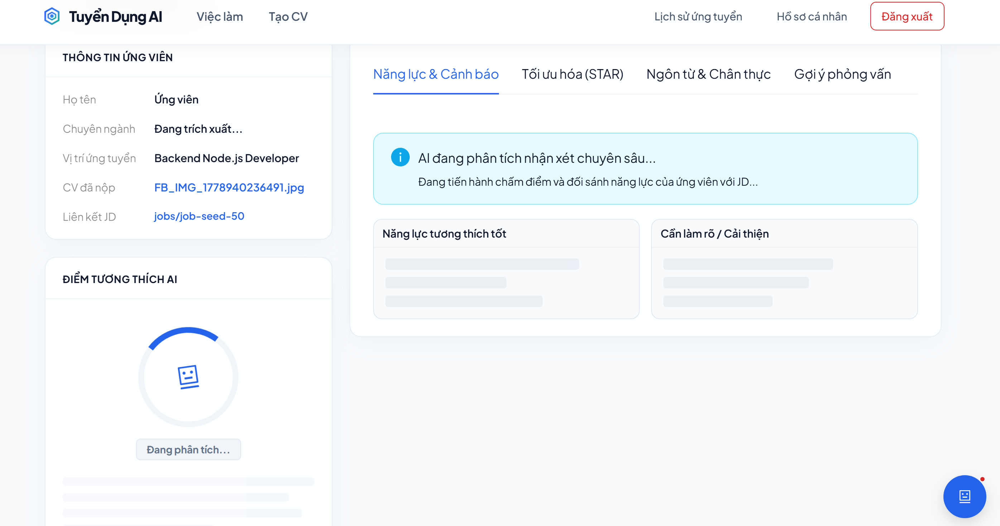 Tuyển Dụng AI
Việc làm
Tạo CV
Lịch sử ứng tuyển
Hồ sơ cá nhân
Đăng xuất
THÔNG TIN ỨNG VIÊN
Họ tên Ứng viên
Chuyên ngành Đang trích xuất...
Vị trí ứng tuyển Backend Node.js Developer
CV đã nộp FB_IMG_1778940236491.jpg
Liên kết JD jobs/job-seed-50
ĐIỂM TƯƠNG THÍCH AI
Đang phân tích...
Năng lực & Cảnh báo
Tối ưu hóa (STAR)
Ngôn từ & Chân thực
Gợi ý phỏng vấn
AI đang phân tích nhận xét chuyên sâu...
Đang tiến hành chấm điểm và đối sánh năng lực của ứng viên với JD...
Năng lực tương thích tốt
Cần làm rõ / Cải thiện